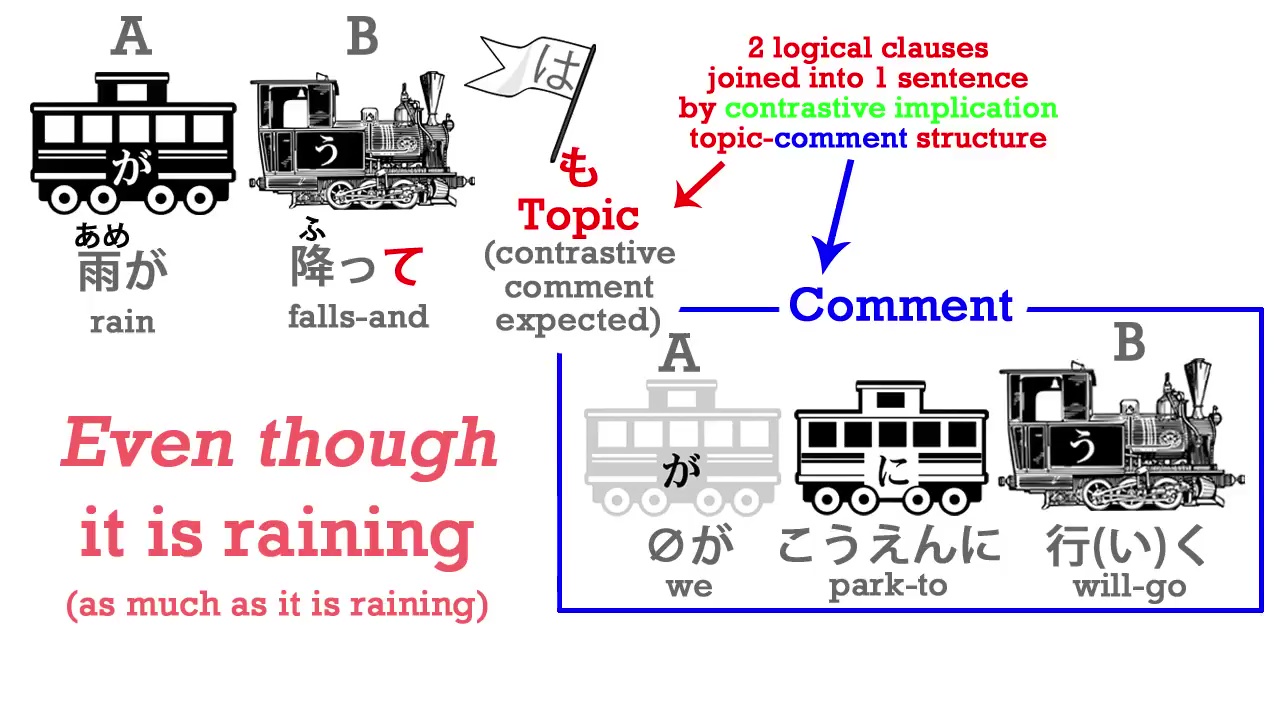 A
B
は
2 logical clauses
joined into 1 sentence
by contrastive implication
topic-comment structure
が
う
も
Topic
(contrastive
comment
expected)
あめ
雨が
rain
ふ
降って
falls-and
Comment
A
B
が
に
う
∅が
こうえんに
行(い)く
we
park-to
will-go
Even though
it is raining
(as much as it is raining)